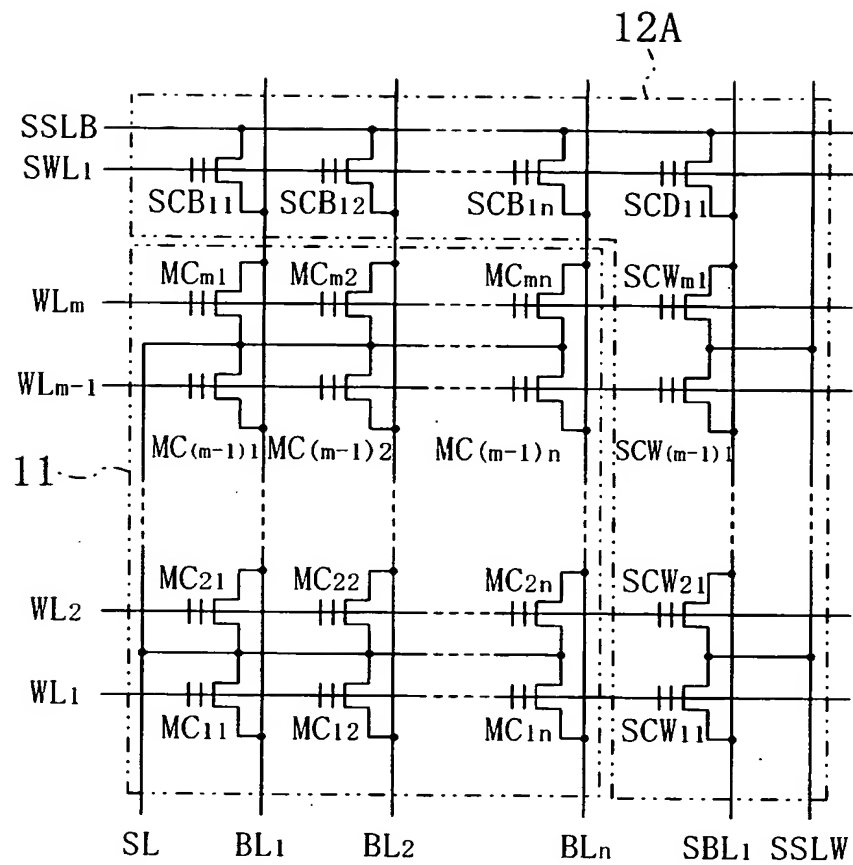 12A
SSLB
SWL1
SCB11 SCB12 SCB1n SCD11
MCm1 MCm2 MCmn SCWm1
WLm
WLm-1
MC(m-1)1 MC(m-1)2 MC(m-1)n SCW(m-1)1
11
MC21 MC22 MC2n SCW21
WL2
WL1
MC11 MC12 MC1n SCW11
SL BL1 BL2 BLn SBL1 SSLW